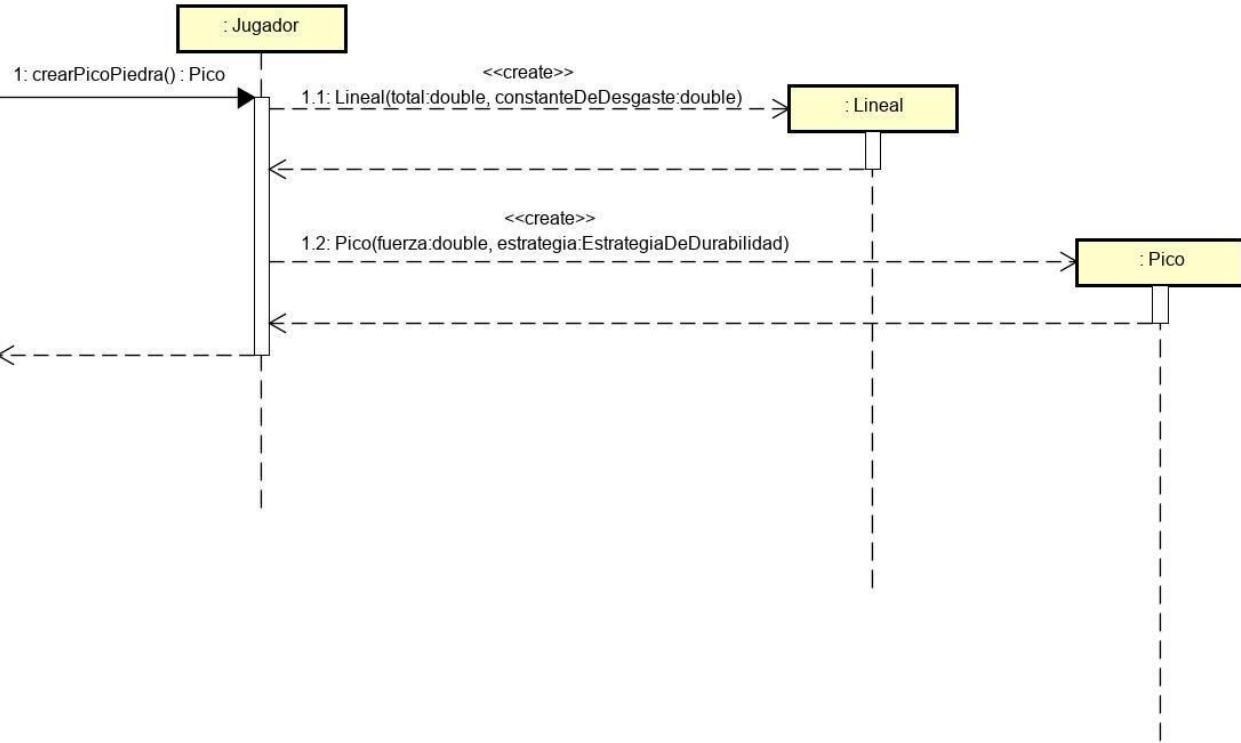 : Jugador
1: crearPicoPiedra() : Pico
<<create>>
1.1: Lineal(total:double, constanteDeDesgaste:double)
: Lineal
<<create>>
1.2: Pico(fuerza:double, estrategia:EstrategiaDeDurabilidad)
: Pico